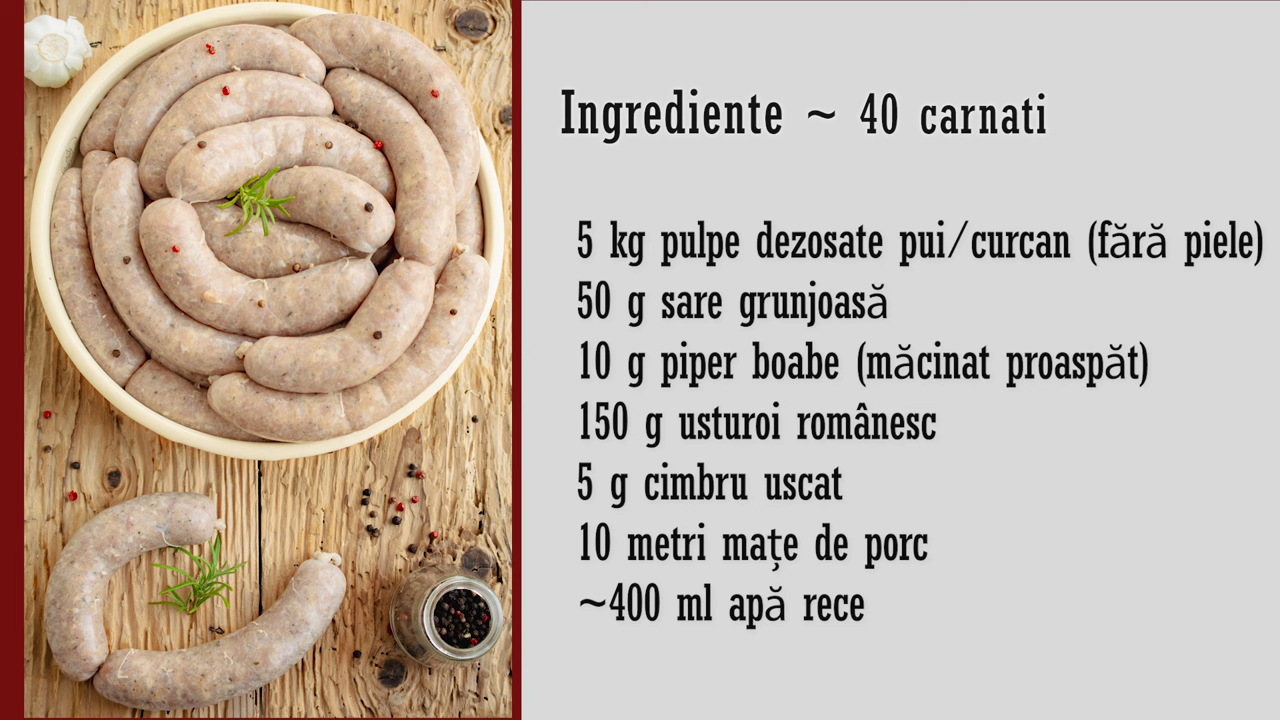 Ingrediente ~ 40 carnati
5 kg pulpe dezosate pui/curcan (fără piele)
50 g sare grunjoasă
10 g piper boabe (măcinat proaspăt)
150 g usturoi românesc
5 g cimbru uscat
10 metri mațe de porc
~400 ml apă rece